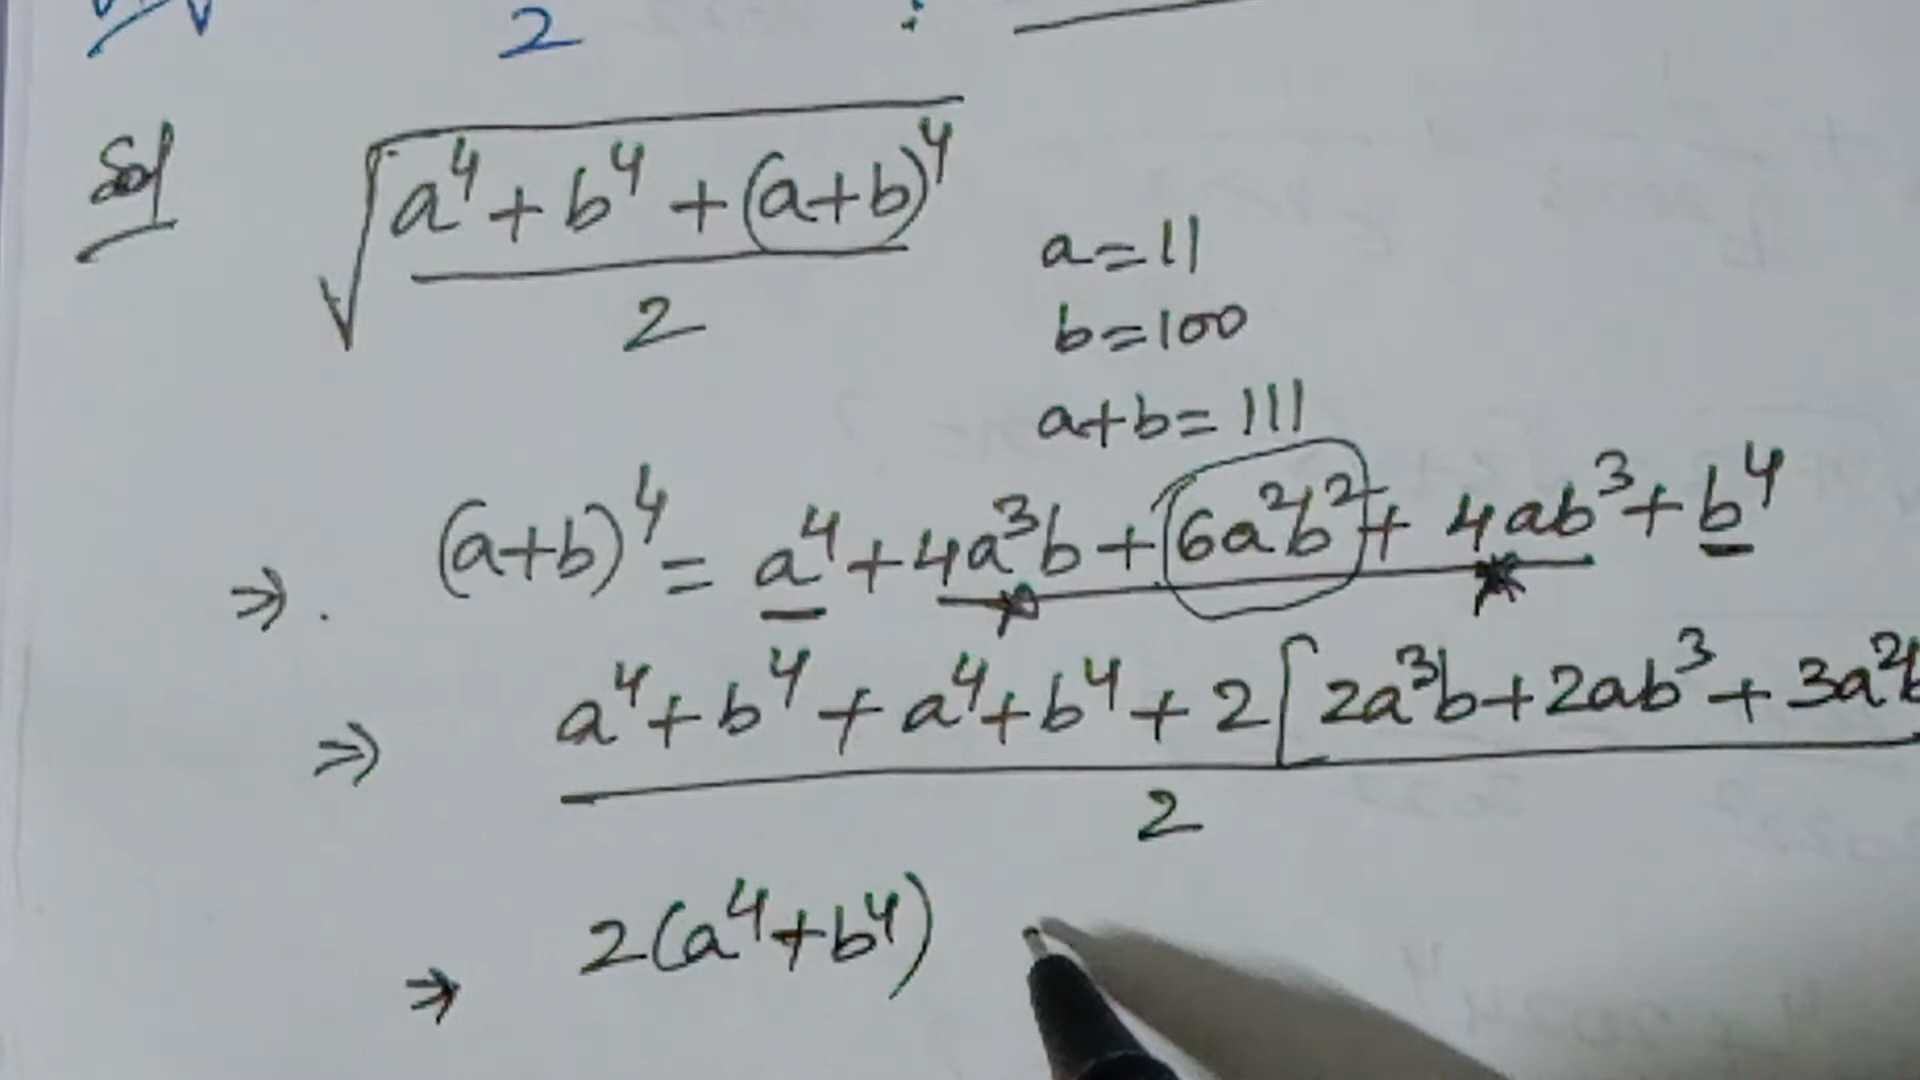 2
Sol
√(a⁴+b⁴+(a+b)⁴
2
a=11
b=100
a+b=111
⇒. (a+b)⁴ = a⁴+4a³b+6a²b²+4ab³+b⁴
⇒ a⁴+b⁴+a⁴+b⁴+2[2a³b+2ab³+3a²b
2
⇒ 2(a⁴+b⁴)